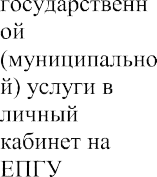 государственн
ой
(муниципально
й) услуги в
личный
кабинет на
ЕПГУ